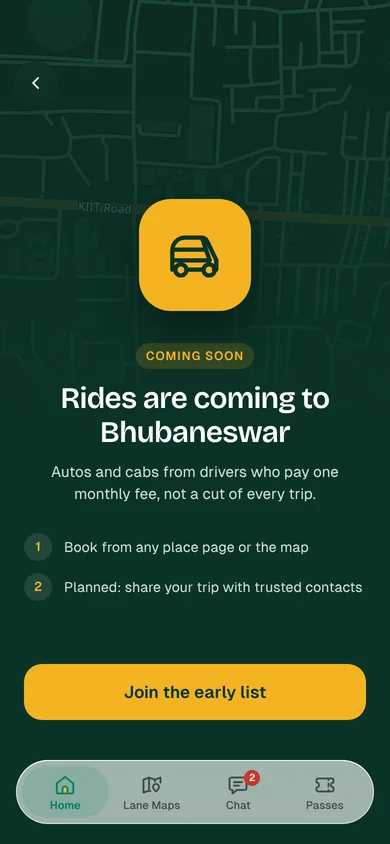 KIIT Road
COMING SOON
Rides are coming to
Bhubaneswar
Autos and cabs from drivers who pay one
monthly fee, not a cut of every trip.
1 Book from any place page or the map
2 Planned: share your trip with trusted contacts
Join the early list
2
Home Lane Maps Chat Passes